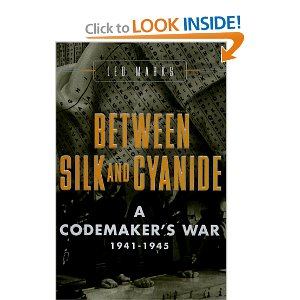 Click to LOOK INSIDE!
LEO MARKS
BETWEEN
SILK AND CYANIDE
A
CODEMAKER'S WAR
1941-1945